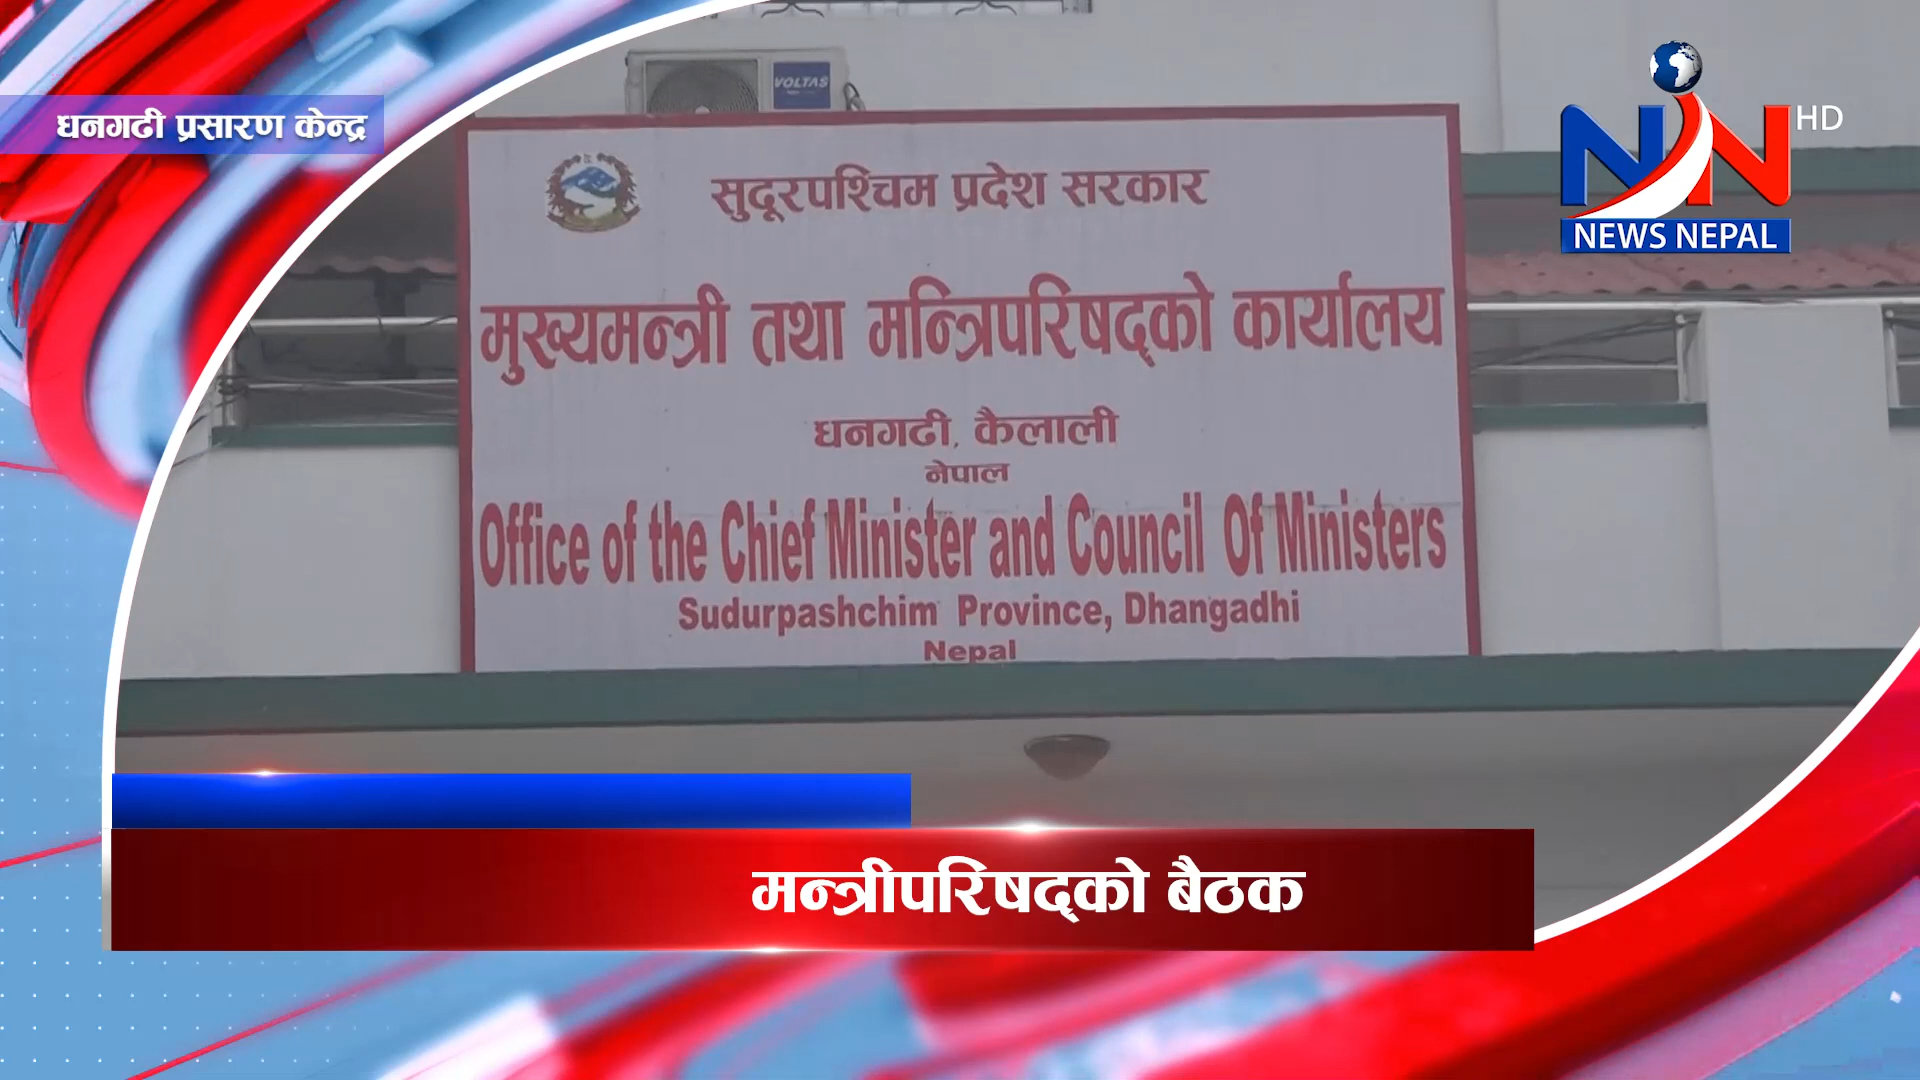 धनगढी प्रसारण केन्द्र
VOLTAS
NN HD
NEWS NEPAL
सुदूरपश्चिम प्रदेश सरकार
मुख्यमन्त्री तथा मन्त्रिपरिषद्को कार्यालय
धनगढी, कैलाली
नेपाल
Office of the Chief Minister and Council Of Ministers
Sudurpashchim Province, Dhangadhi
Nepal
मन्त्रीपरिषद्को बैठक